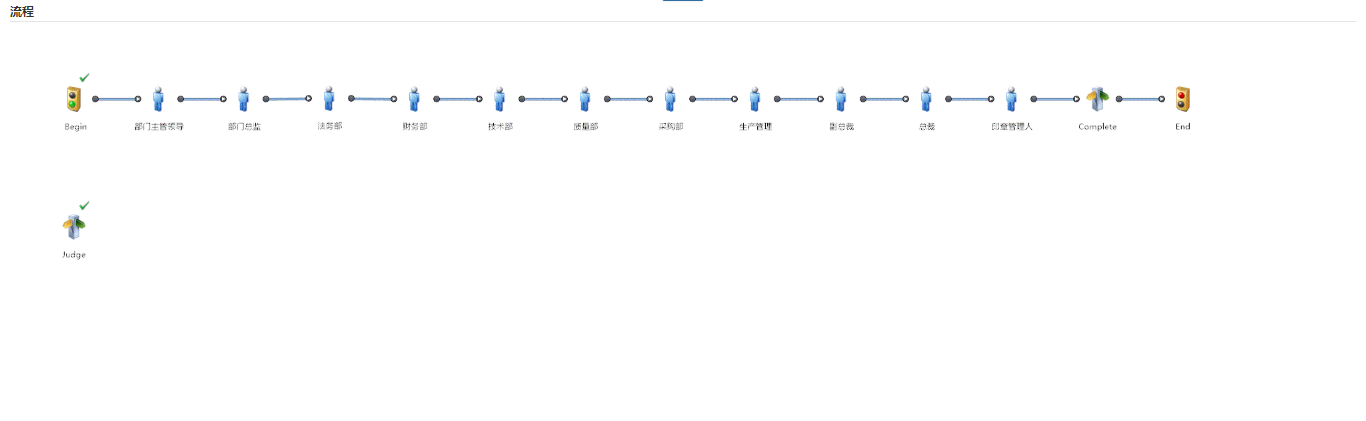 流程
Begin
部门主管领导
部门总监
法务部
财务部
技术部
质量部
采购部
生产管理
副总裁
总裁
印章管理人
Complete
End
Judge